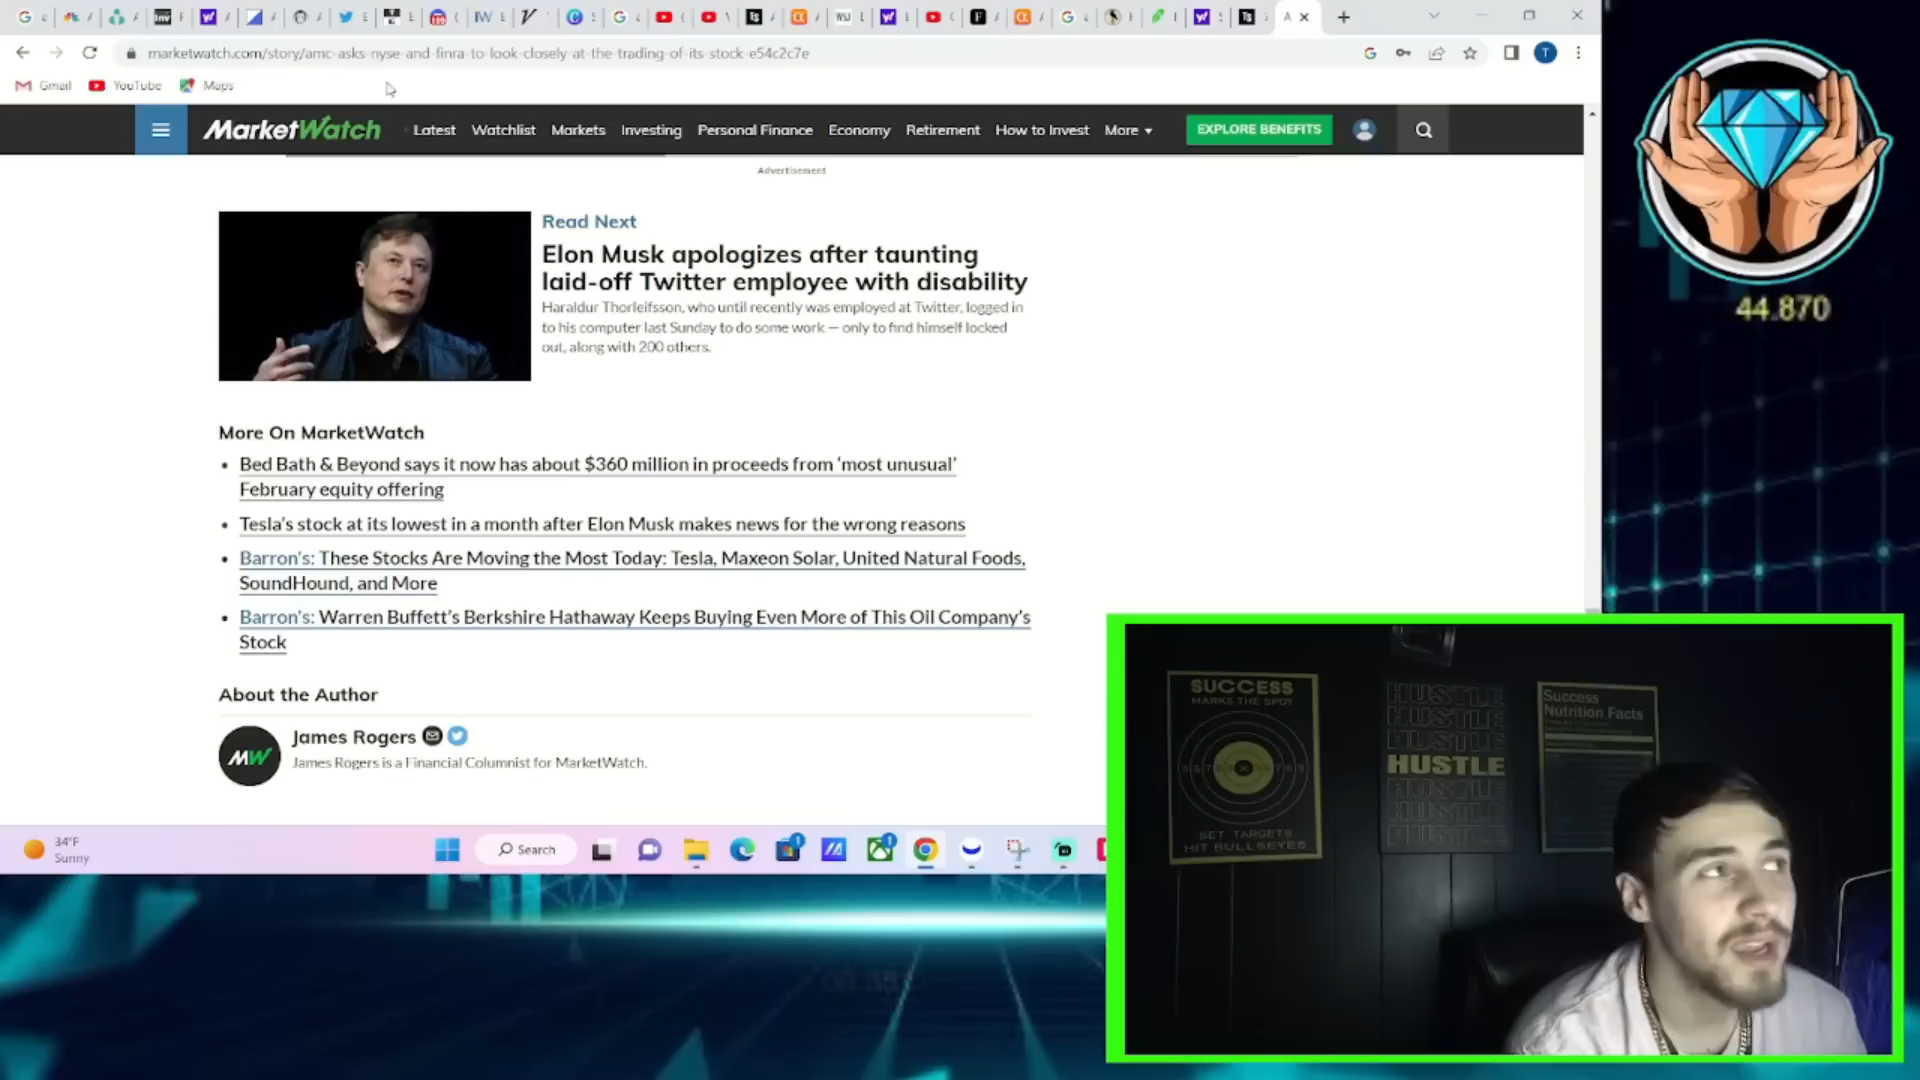 marketwatch.com/story/amc-asks-nyse-and-finra-to-look-closely-at-the-trading-of-its-stock-e54c2c7e
T
Gmail
YouTube
Maps
MarketWatch
Latest
Watchlist
Markets
Investing
Personal Finance
Economy
Retirement
How to Invest
More
EXPLORE BENEFITS
Advertisement
Read Next
Elon Musk apologizes after taunting
laid-off Twitter employee with disability
Haraldur Thorleifsson, who until recently was employed at Twitter, logged in
to his computer last Sunday to do some work — only to find himself locked
out, along with 200 others.
44.870
More On MarketWatch
Bed Bath & Beyond says it now has about $360 million in proceeds from ‘most unusual’
February equity offering
Tesla’s stock at its lowest in a month after Elon Musk makes news for the wrong reasons
Barron's: These Stocks Are Moving the Most Today: Tesla, Maxeon Solar, United Natural Foods,
SoundHound, and More
Barron's: Warren Buffett’s Berkshire Hathaway Keeps Buying Even More of This Oil Company’s
Stock
About the Author
MW
James Rogers
James Rogers is a Financial Columnist for MarketWatch.
34°F
Sunny
Search
SUCCESS
MARKS THE SPOT
SET TARGETS
HIT BULLSEYES
HUSTLE
HUSTLE
HUSTLE
HUSTLE
HUSTLE
HUSTLE
HUSTLE
Success
Nutrition Facts